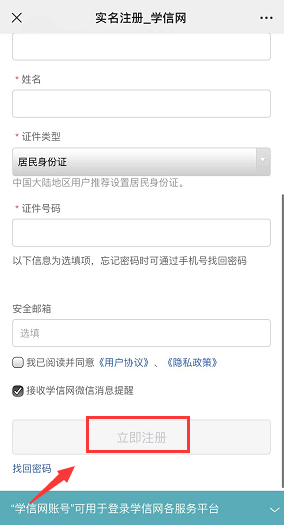 实名注册_学信网
* 姓名
* 证件类型
居民身份证
中国大陆地区用户推荐设置居民身份证。
* 证件号码
以下信息为选填项，忘记密码时可通过手机号找回密码
安全邮箱
选填
我已阅读并同意《用户协议》、《隐私政策》
接收学信网微信消息提醒
立即注册
找回密码
“学信网账号”可用于登录学信网各服务平台